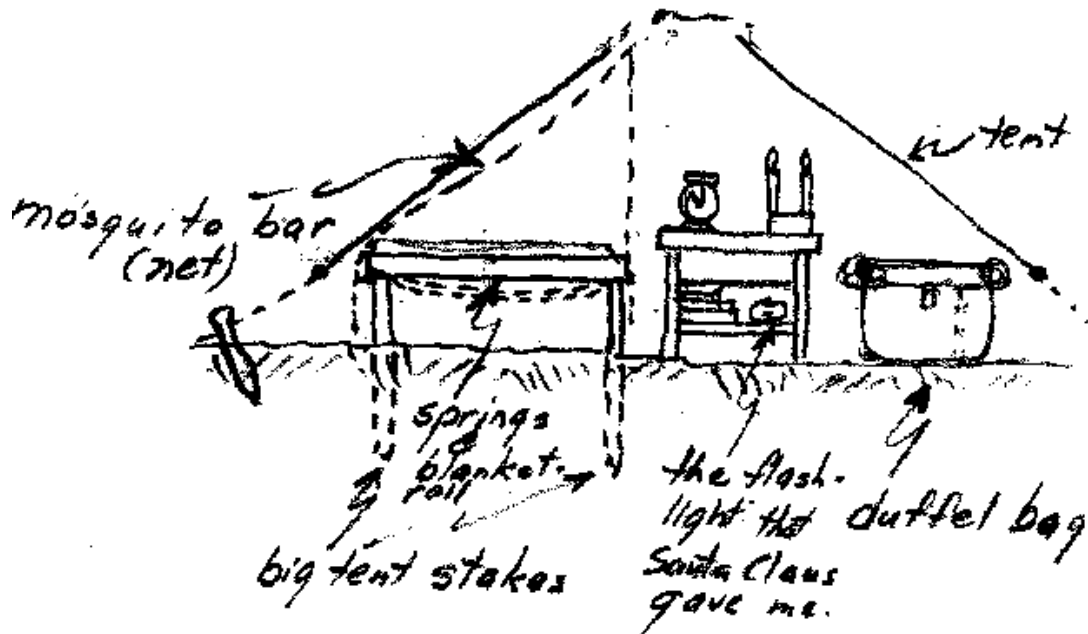 tent
mosquito bar
(net)
springs
&
blanket-
roll
big tent stakes
the flash-
light that
Santa Claus
gave me.
duffel bag